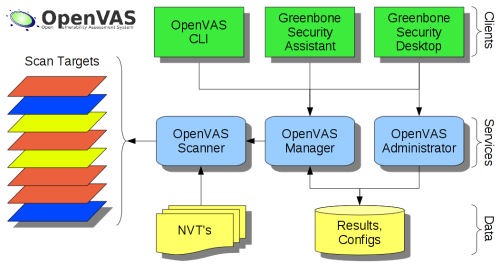 OpenVAS
Open Vulnerability Assessment System
Scan Targets
OpenVAS
CLI
Greenbone
Security
Assistant
Greenbone
Security
Desktop
Clients
OpenVAS
Scanner
OpenVAS
Manager
OpenVAS
Administrator
Services
NVT's
Results,
Configs
Data